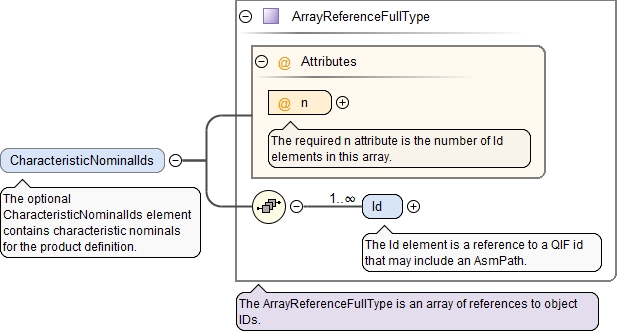 ArrayReferenceFullType
@ Attributes
@ n
The required n attribute is the number of Id
elements in this array.
CharacteristicNominalIds
The optional
CharacteristicNominalIds element
contains characteristic nominals
for the product definition.
1..∞
Id
The Id element is a reference to a QIF id
that may include an AsmPath.
The ArrayReferenceFullType is an array of references to object
IDs.